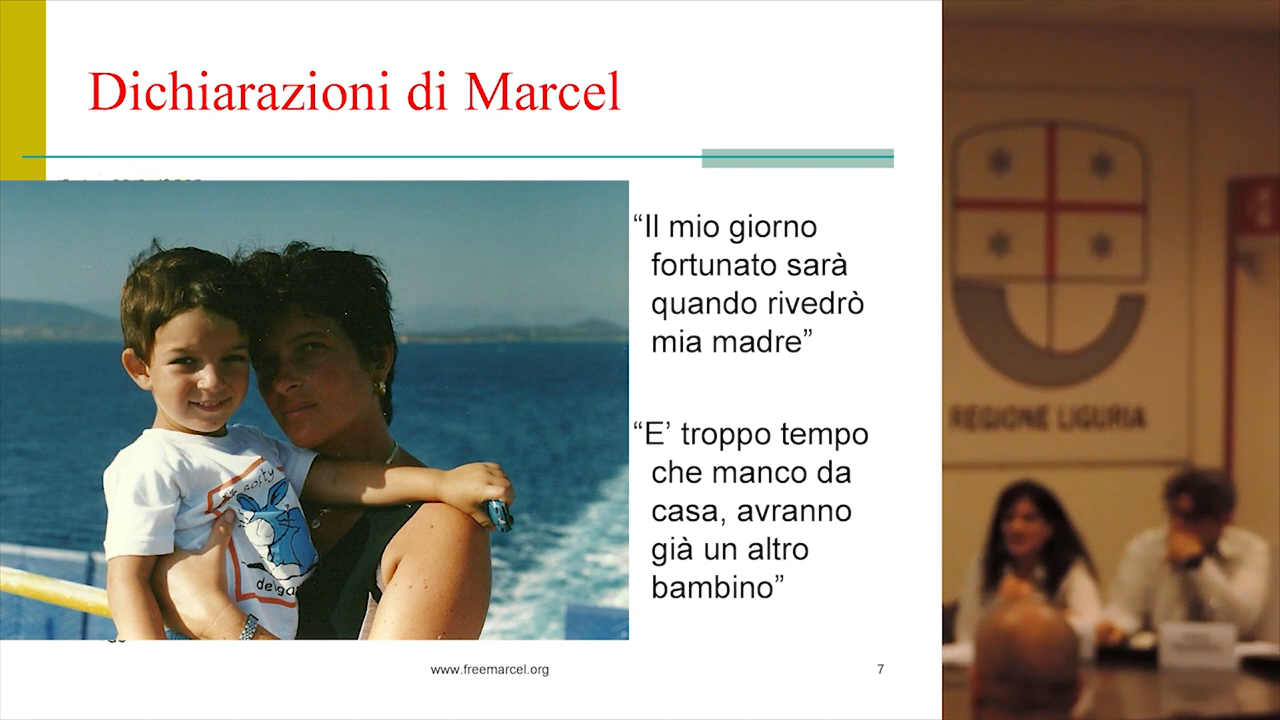 Dichiarazioni di Marcel
“Il mio giorno
fortunato sarà
quando rivedrò
mia madre”
“E’ troppo tempo
che manco da
casa, avranno
già un altro
bambino”
softy
www.freemarcel.org
7
REGIONE LIGURIA